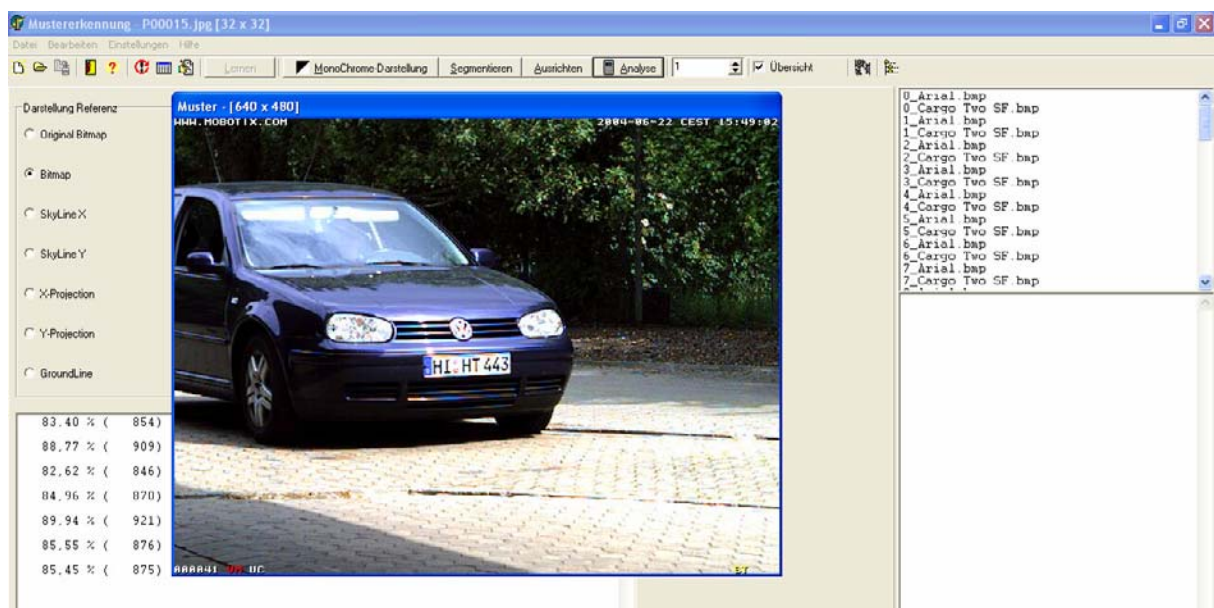 Mustererkennung - P00015.jpg [32 x 32]
Datei Bearbeiten Einstellungen Hilfe
Lernen MonoChrome-Darstellung Segmentieren Ausrichten Analyse 1 Übersicht
Darstellung Referenz
Original Bitmap
Bitmap
SkyLine X
SkyLine Y
X-Projection
Y-Projection
GroundLine
83.40 % ( 854)
88,77 % ( 909)
82,62 % ( 846)
84,96 % ( 870)
89.94 % ( 921)
85,55 % ( 876)
85,45 % ( 875)
Muster - [640 x 480]
WWW.MOBOTIX.COM 2004-06-22 CEST 15:49:02
HI HT 443
000041 VM UC
0_Arial.bmp
0_Cargo Two SF.bmp
1_Arial.bmp
1_Cargo Two SF.bmp
2_Arial.bmp
2_Cargo Two SF.bmp
3_Arial.bmp
3_Cargo Two SF.bmp
4_Arial.bmp
4_Cargo Two SF.bmp
5_Arial.bmp
5_Cargo Two SF.bmp
6_Arial.bmp
6_Cargo Two SF.bmp
7_Arial.bmp
7_Cargo Two SF.bmp